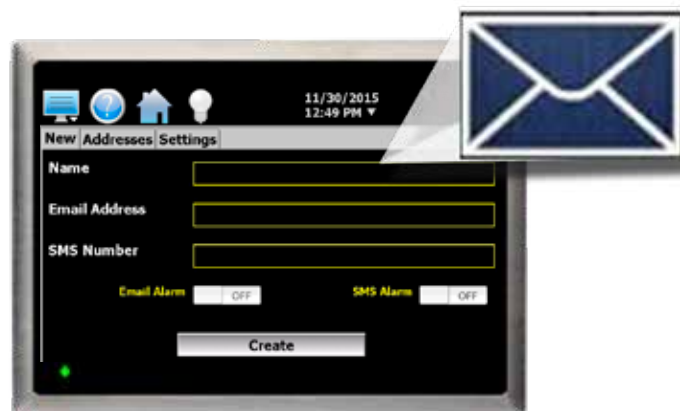 11/30/2015
12:49 PM ▼
New Addresses Settings
Name
Email Address
SMS Number
Email Alarm OFF SMS Alarm OFF
Create